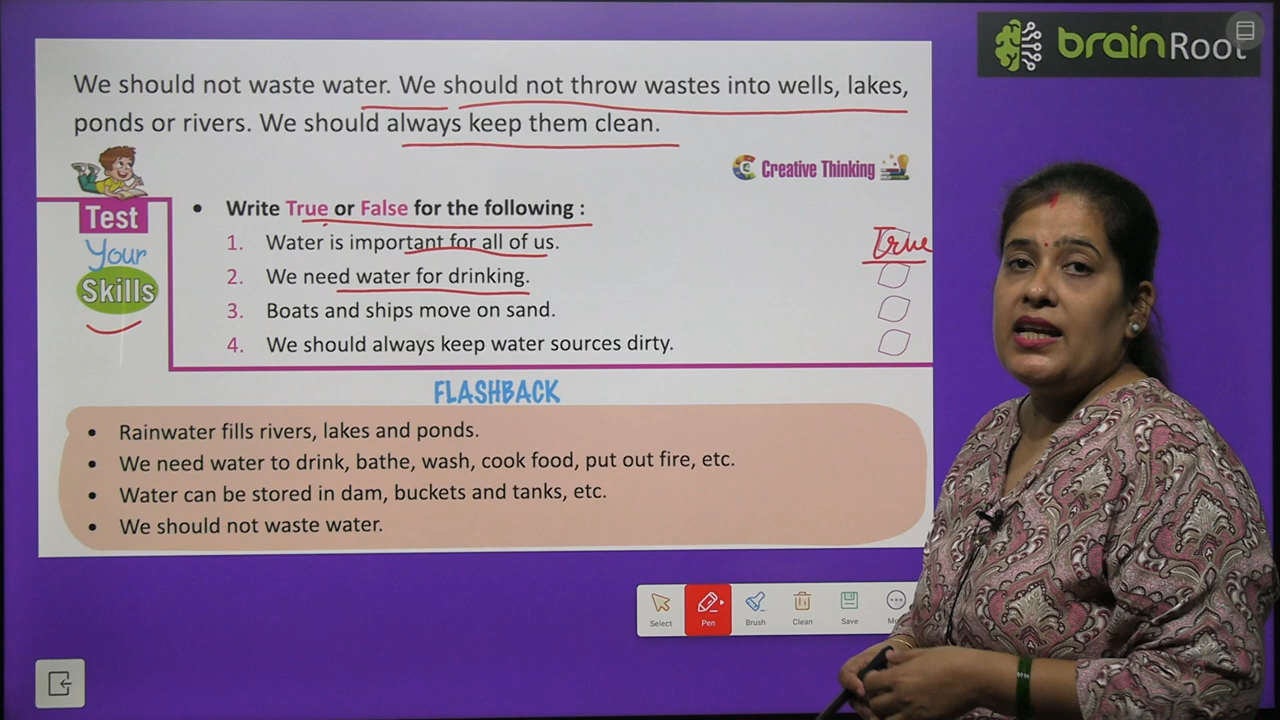 brainRoot
We should not waste water. We should not throw wastes into wells, lakes,
ponds or rivers. We should always keep them clean.
Creative Thinking
Test
Your
Skills
• Write True or False for the following :
1. Water is important for all of us. True
2. We need water for drinking.
3. Boats and ships move on sand.
4. We should always keep water sources dirty.
FLASHBACK
• Rainwater fills rivers, lakes and ponds.
• We need water to drink, bathe, wash, cook food, put out fire, etc.
• Water can be stored in dam, buckets and tanks, etc.
• We should not waste water.
Select Pen Brush Clean Save